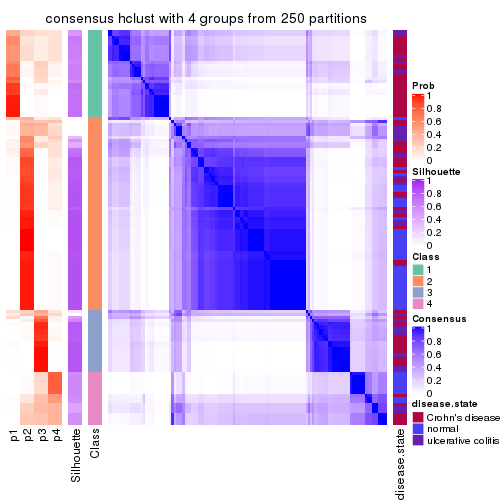 consensus hclust with 4 groups from 250 partitions
Prob
1
0.8
0.6
0.4
0.2
0
Silhouette
1
0.8
0.6
0.4
0.2
0
Class
1
2
3
4
Consensus
1
0.8
0.6
0.4
0.2
0
disease.state
Crohn's disease
normal
ulcerative colitis
p1
p2
p3
p4
Silhouette
Class
disease.state